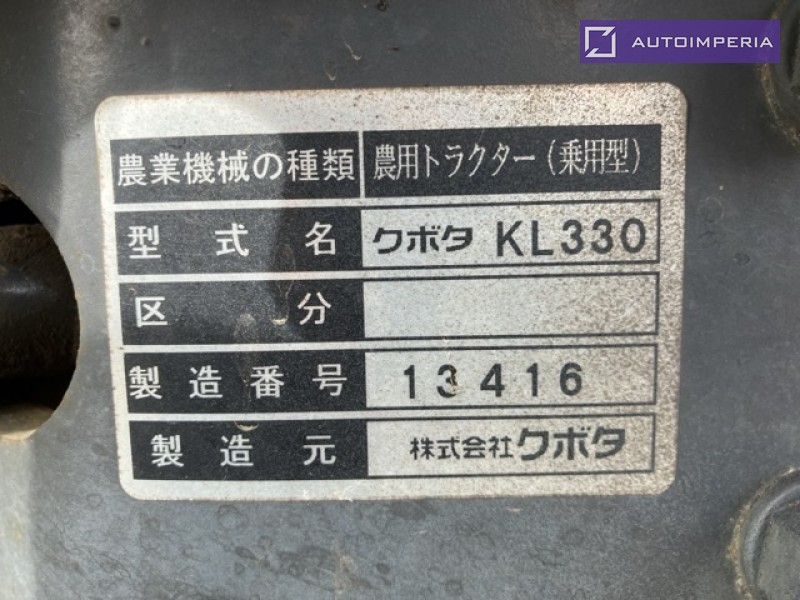 AUTOIMPERIA
農業機械の種類 農用トラクター(乗用型)
型式名 クボタ KL330
区分
製造番号 13416
製造元 株式会社クボタ